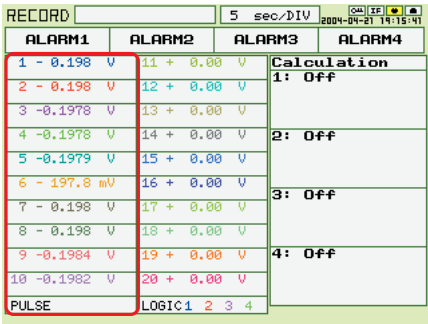 RECORD 5 sec/DIV IF 2004-04-21 19:15:41
ALARM1 ALARM2 ALARM3 ALARM4
1 - 0.198 V 11 + 0.00 V Calculation
2 - 0.198 V 12 + 0.00 V 1: Off
3 -0.1978 V 13 + 0.00 V
4 -0.1978 V 14 + 0.00 V 2: Off
5 -0.1979 V 15 + 0.00 V
6 - 197.8 mV 16 + 0.00 V
7 - 0.198 V 17 + 0.00 V 3: Off
8 - 0.198 V 18 + 0.00 V
9 -0.1984 V 19 + 0.00 V 4: Off
10 -0.1982 V 20 + 0.00 V
PULSE LOGIC 1 2 3 4